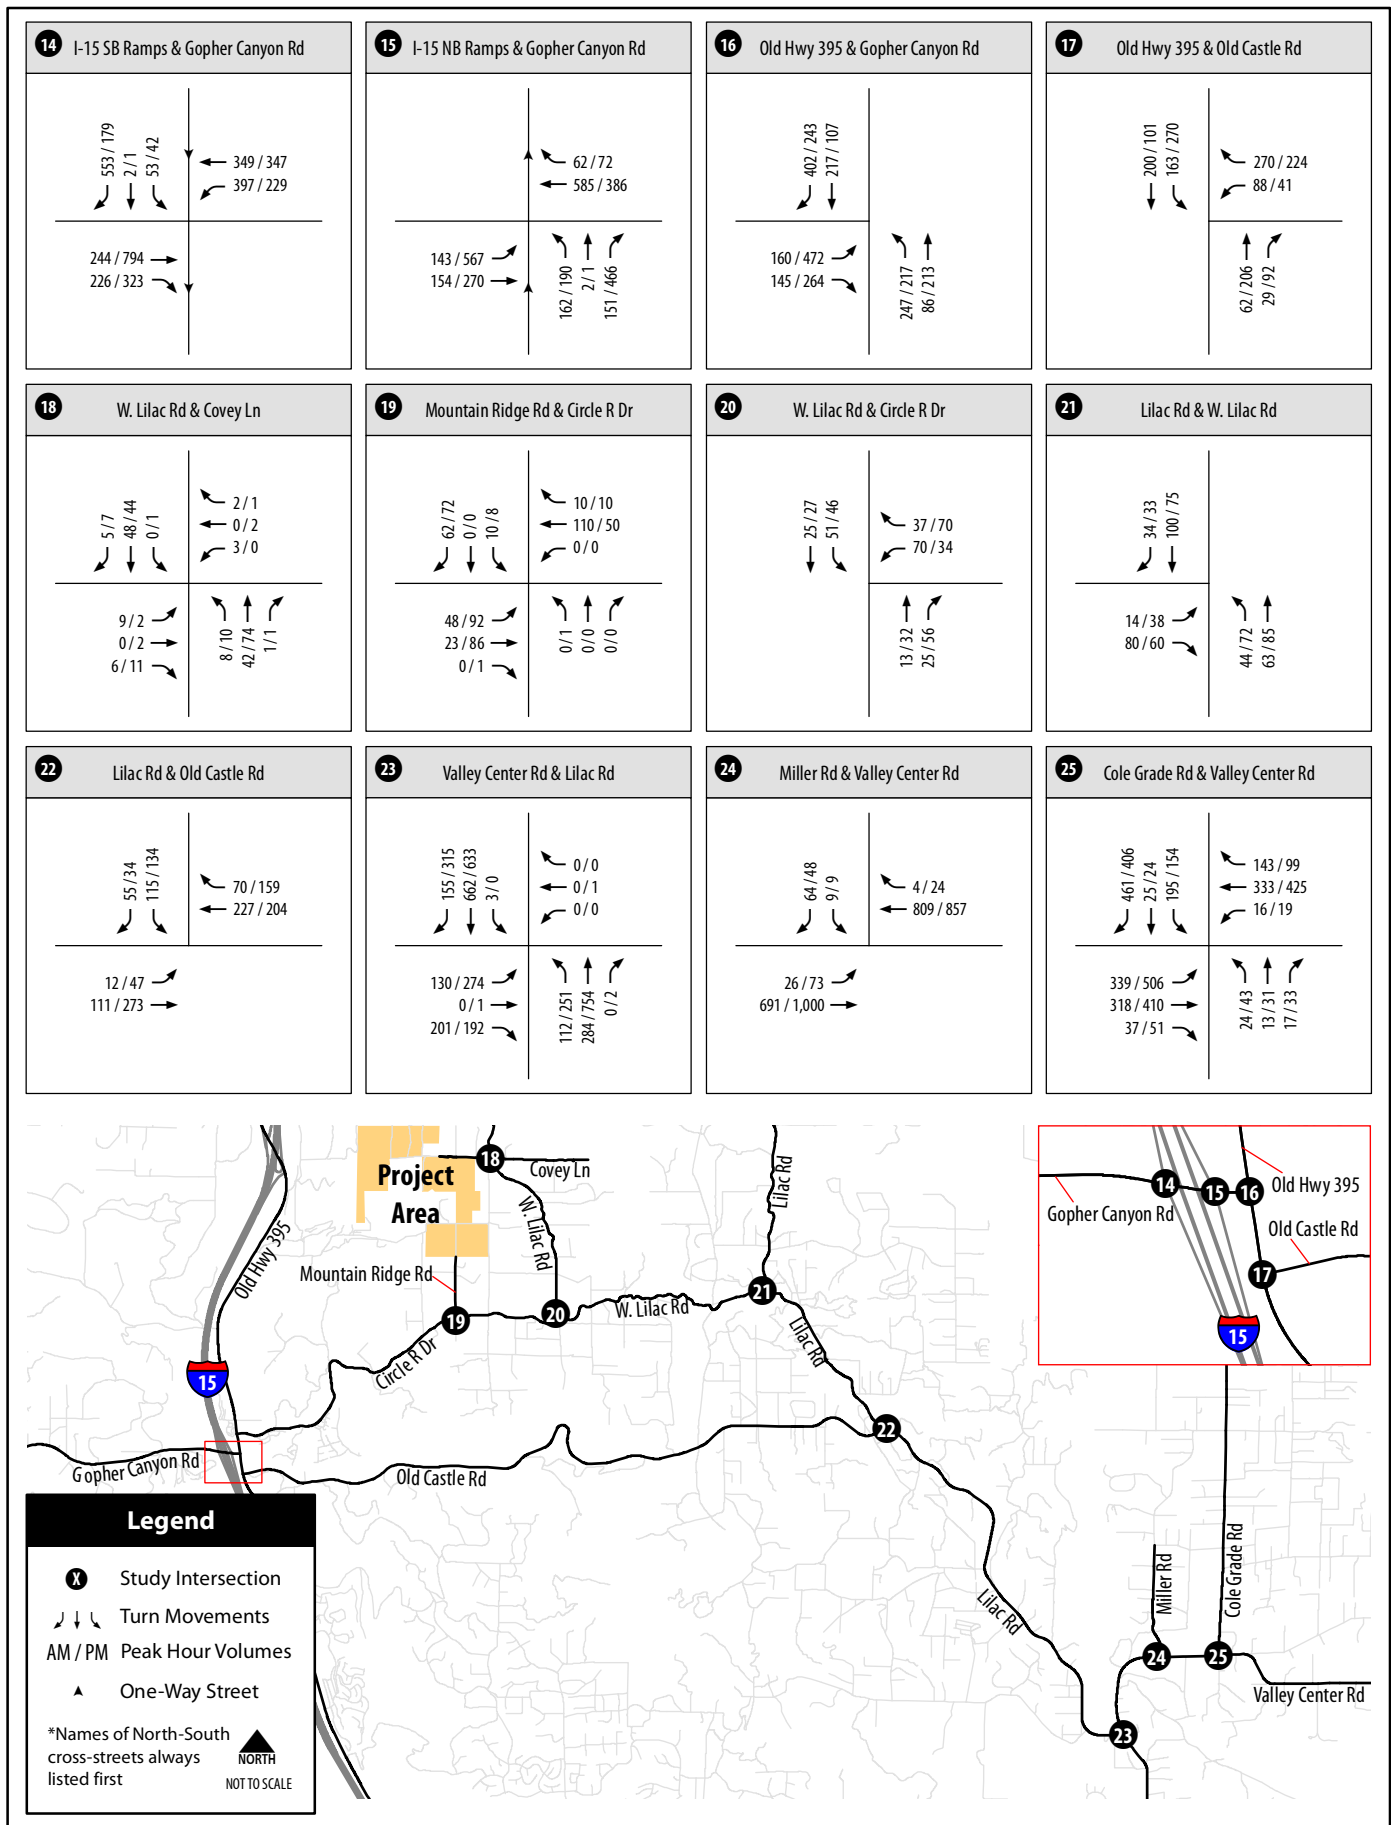 14 I-15 SB Ramps & Gopher Canyon Rd
553 / 179
2 / 1
53 / 42
349 / 347
397 / 229
244 / 794
226 / 323
15 I-15 NB Ramps & Gopher Canyon Rd
62 / 72
585 / 386
143 / 567
154 / 270
162 / 190
2 / 1
151 / 466
16 Old Hwy 395 & Gopher Canyon Rd
402 / 243
217 / 107
160 / 472
145 / 264
247 / 217
86 / 213
17 Old Hwy 395 & Old Castle Rd
200 / 101
163 / 270
270 / 224
88 / 41
62 / 206
29 / 92
18 W. Lilac Rd & Covey Ln
5 / 7
48 / 44
0 / 1
2 / 1
0 / 2
3 / 0
9 / 2
0 / 2
6 / 11
8 / 10
42 / 74
1 / 1
19 Mountain Ridge Rd & Circle R Dr
62 / 72
0 / 0
10 / 8
10 / 10
110 / 50
0 / 0
48 / 92
23 / 86
0 / 1
0 / 1
0 / 0
0 / 0
20 W. Lilac Rd & Circle R Dr
25 / 27
51 / 46
37 / 70
70 / 34
13 / 32
25 / 56
21 Lilac Rd & W. Lilac Rd
34 / 33
100 / 75
14 / 38
80 / 60
44 / 72
63 / 85
22 Lilac Rd & Old Castle Rd
55 / 34
115 / 134
70 / 159
227 / 204
12 / 47
111 / 273
23 Valley Center Rd & Lilac Rd
155 / 315
662 / 633
3 / 0
0 / 0
0 / 1
0 / 0
130 / 274
0 / 1
201 / 192
112 / 251
284 / 754
0 / 2
24 Miller Rd & Valley Center Rd
64 / 48
9 / 9
4 / 24
809 / 857
26 / 73
691 / 1,000
25 Cole Grade Rd & Valley Center Rd
461 / 406
25 / 24
195 / 154
143 / 99
333 / 425
16 / 19
339 / 506
318 / 410
37 / 51
24 / 43
13 / 31
17 / 33
Project
Area
18
Covey Ln
W. Lilac Rd
Lilac Rd
Old Hwy 395
Mountain Ridge Rd
19
20
W. Lilac Rd
21
Lilac Rd
Circle R Dr
15
22
Gopher Canyon Rd
Old Castle Rd
Lilac Rd
Miller Rd
Cole Grade Rd
24
25
Valley Center Rd
23
14
15
16
Old Hwy 395
Gopher Canyon Rd
Old Castle Rd
17
15
Legend
X Study Intersection
Turn Movements
AM / PM Peak Hour Volumes
One-Way Street
*Names of North-South
cross-streets always
listed first
NORTH
NOT TO SCALE